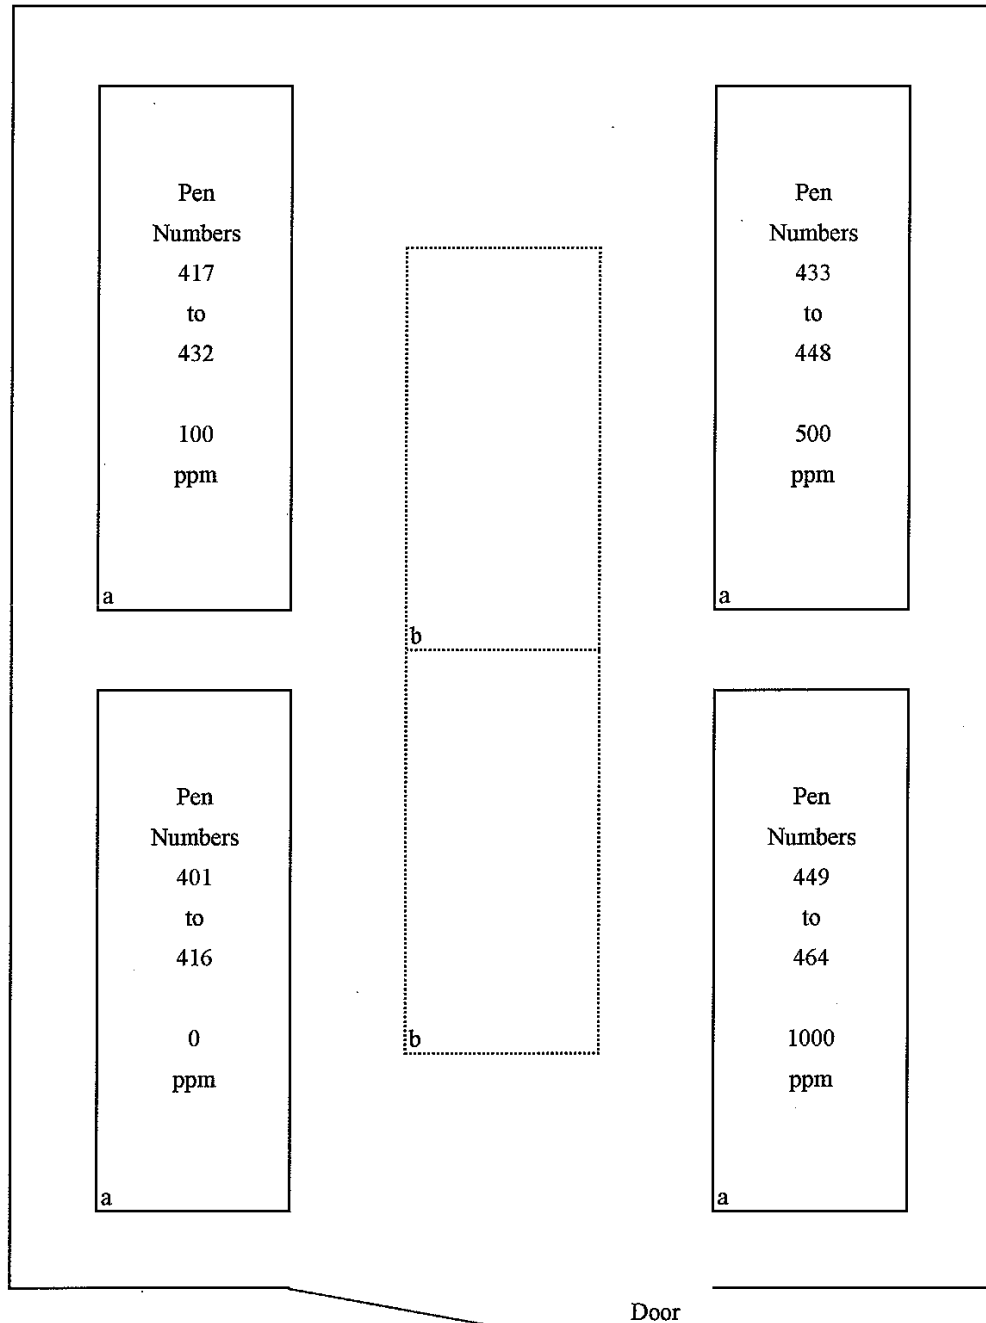 Pen
Numbers
417
to
432
100
ppm
a
Pen
Numbers
433
to
448
500
ppm
a
b
Pen
Numbers
401
to
416
0
ppm
a
b
Pen
Numbers
449
to
464
1000
ppm
a
Door